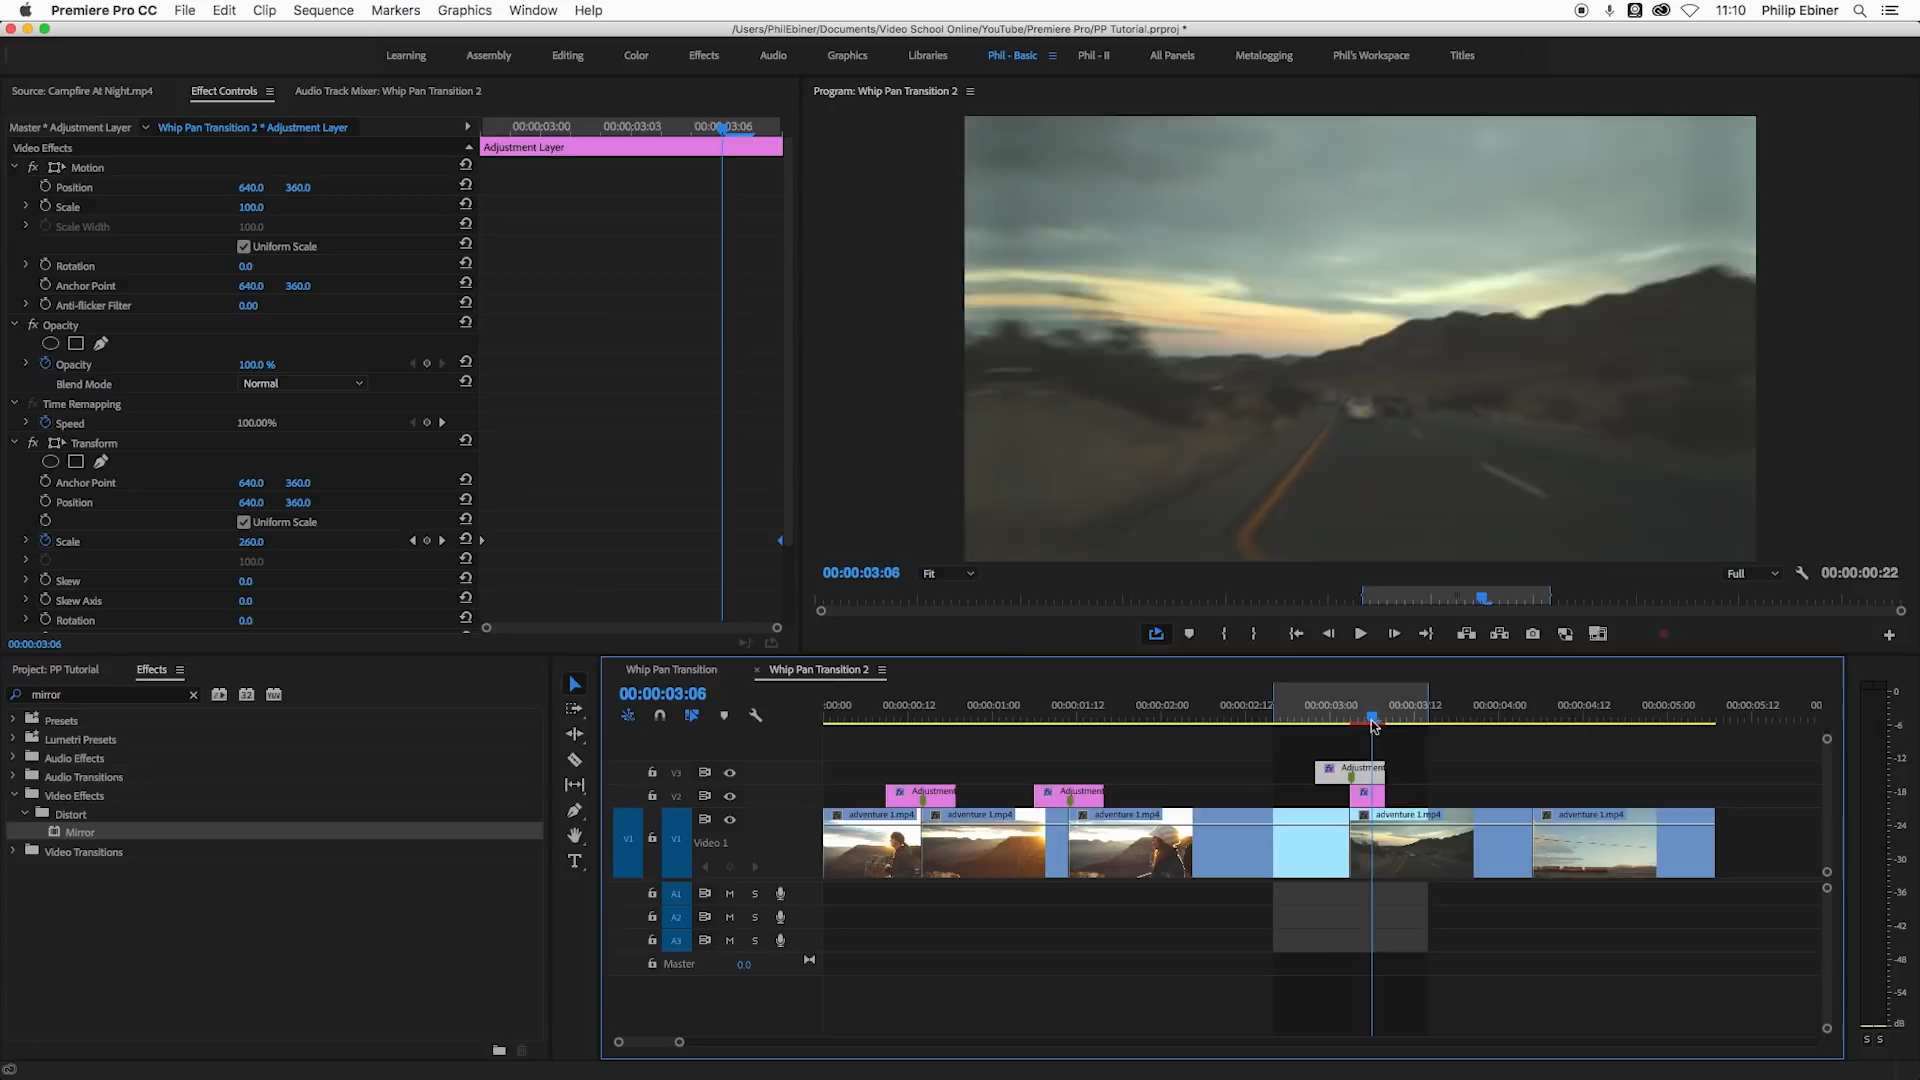 Premiere Pro CC File Edit Clip Sequence Markers Graphics Window Help 11:10 Philip Ebiner
/Users/PhilEbiner/Documents/Video School Online/YouTube/Premiere Pro/PP Tutorial.prproj *
Learning Assembly Editing Color Effects Audio Graphics Libraries Phil - Basic Phil - II All Panels Metalogging Phil's Workspace Titles
Source: Campfire At Night.mp4 Effect Controls Audio Track Mixer: Whip Pan Transition 2
Program: Whip Pan Transition 2
Master * Adjustment Layer Whip Pan Transition 2 * Adjustment Layer
00:00:03:00 00:00:03:03 00:00:03:06
Video Effects
Adjustment Layer
fx Motion
Position 640.0 360.0
Scale 100.0
Scale Width 100.0
Uniform Scale
Rotation 0.0
Anchor Point 640.0 360.0
Anti-flicker Filter 0.00
fx Opacity
Opacity 100.0 %
Blend Mode Normal
fx Time Remapping
Speed 100.00%
fx Transform
Anchor Point 640.0 360.0
Position 640.0 360.0
Uniform Scale
Scale 260.0
100.0
Skew 0.0
Skew Axis 0.0
Rotation 0.0
00:00:03:06
00:00:03:06 Fit Full 00:00:00:22
Project: PP Tutorial Effects
mirror
Presets
Lumetri Presets
Audio Effects
Audio Transitions
Video Effects
Distort
Mirror
Video Transitions
Whip Pan Transition × Whip Pan Transition 2
00:00:03:06
:00:00 00:00:00:12 00:00:01:00 00:00:01:12 00:00:02:00 00:00:02:12 00:00:03:00 00:00:03:12 00:00:04:00 00:00:04:12 00:00:05:00 00:00:05:12 00
V3 fx Adjustment
V2 fx Adjustment fx Adjustment fx
V1 V1 Video 1
adventure 1.mp4 adventure 1.mp4 adventure 1.mp4 adventure 1.mp4 adventure 1.mp4
A1 M S
A2 M S
A3 M S
Master 0.0
0
-6
-12
-18
-24
-30
-36
-42
-48
-54
dB
S S